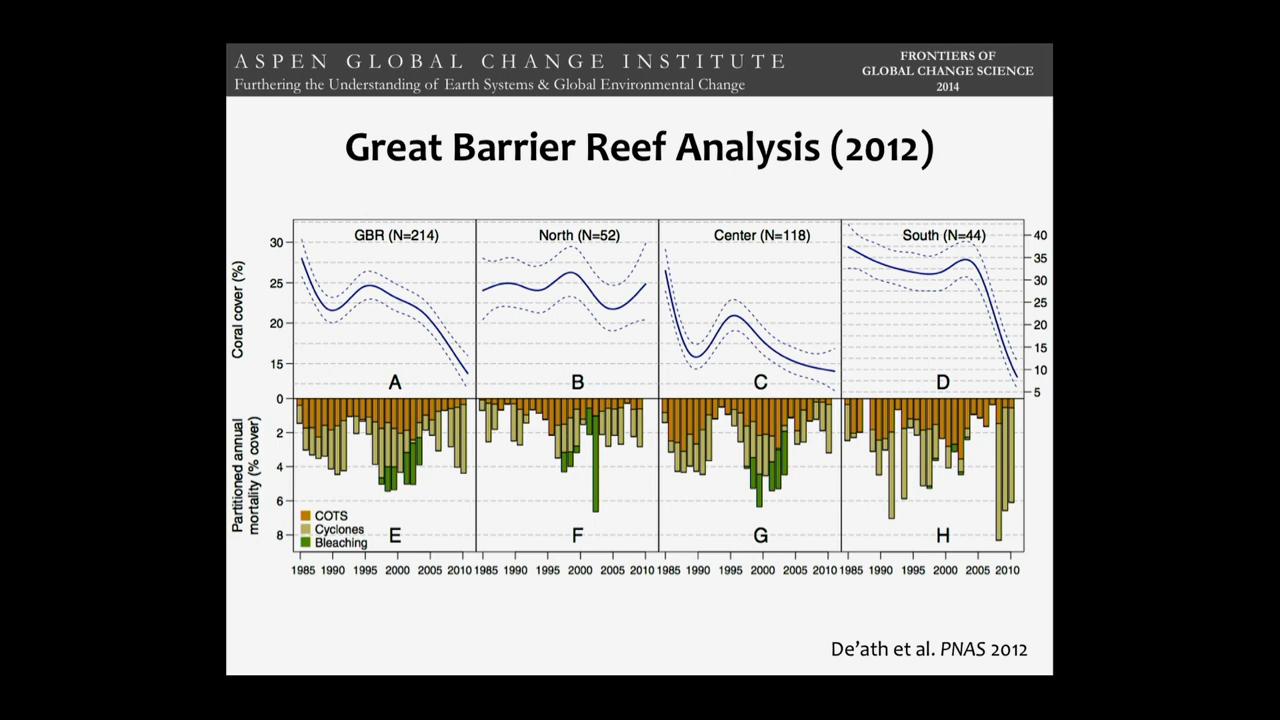 ASPEN GLOBAL CHANGE INSTITUTE
Furthering the Understanding of Earth Systems & Global Environmental Change
FRONTIERS OF
GLOBAL CHANGE SCIENCE
2014
Great Barrier Reef Analysis (2012)
GBR (N=214) North (N=52) Center (N=118) South (N=44)
Coral cover (%)
30
25
20
15
40
35
30
25
20
15
10
5
A B C D
Partitioned annual
mortality (% cover)
0
2
4
6
8
COTS
Cyclones
Bleaching
E F G H
1985 1990 1995 2000 2005 2010 1985 1990 1995 2000 2005 2010 1985 1990 1995 2000 2005 2010 1985 1990 1995 2000 2005 2010
De'ath et al. PNAS 2012